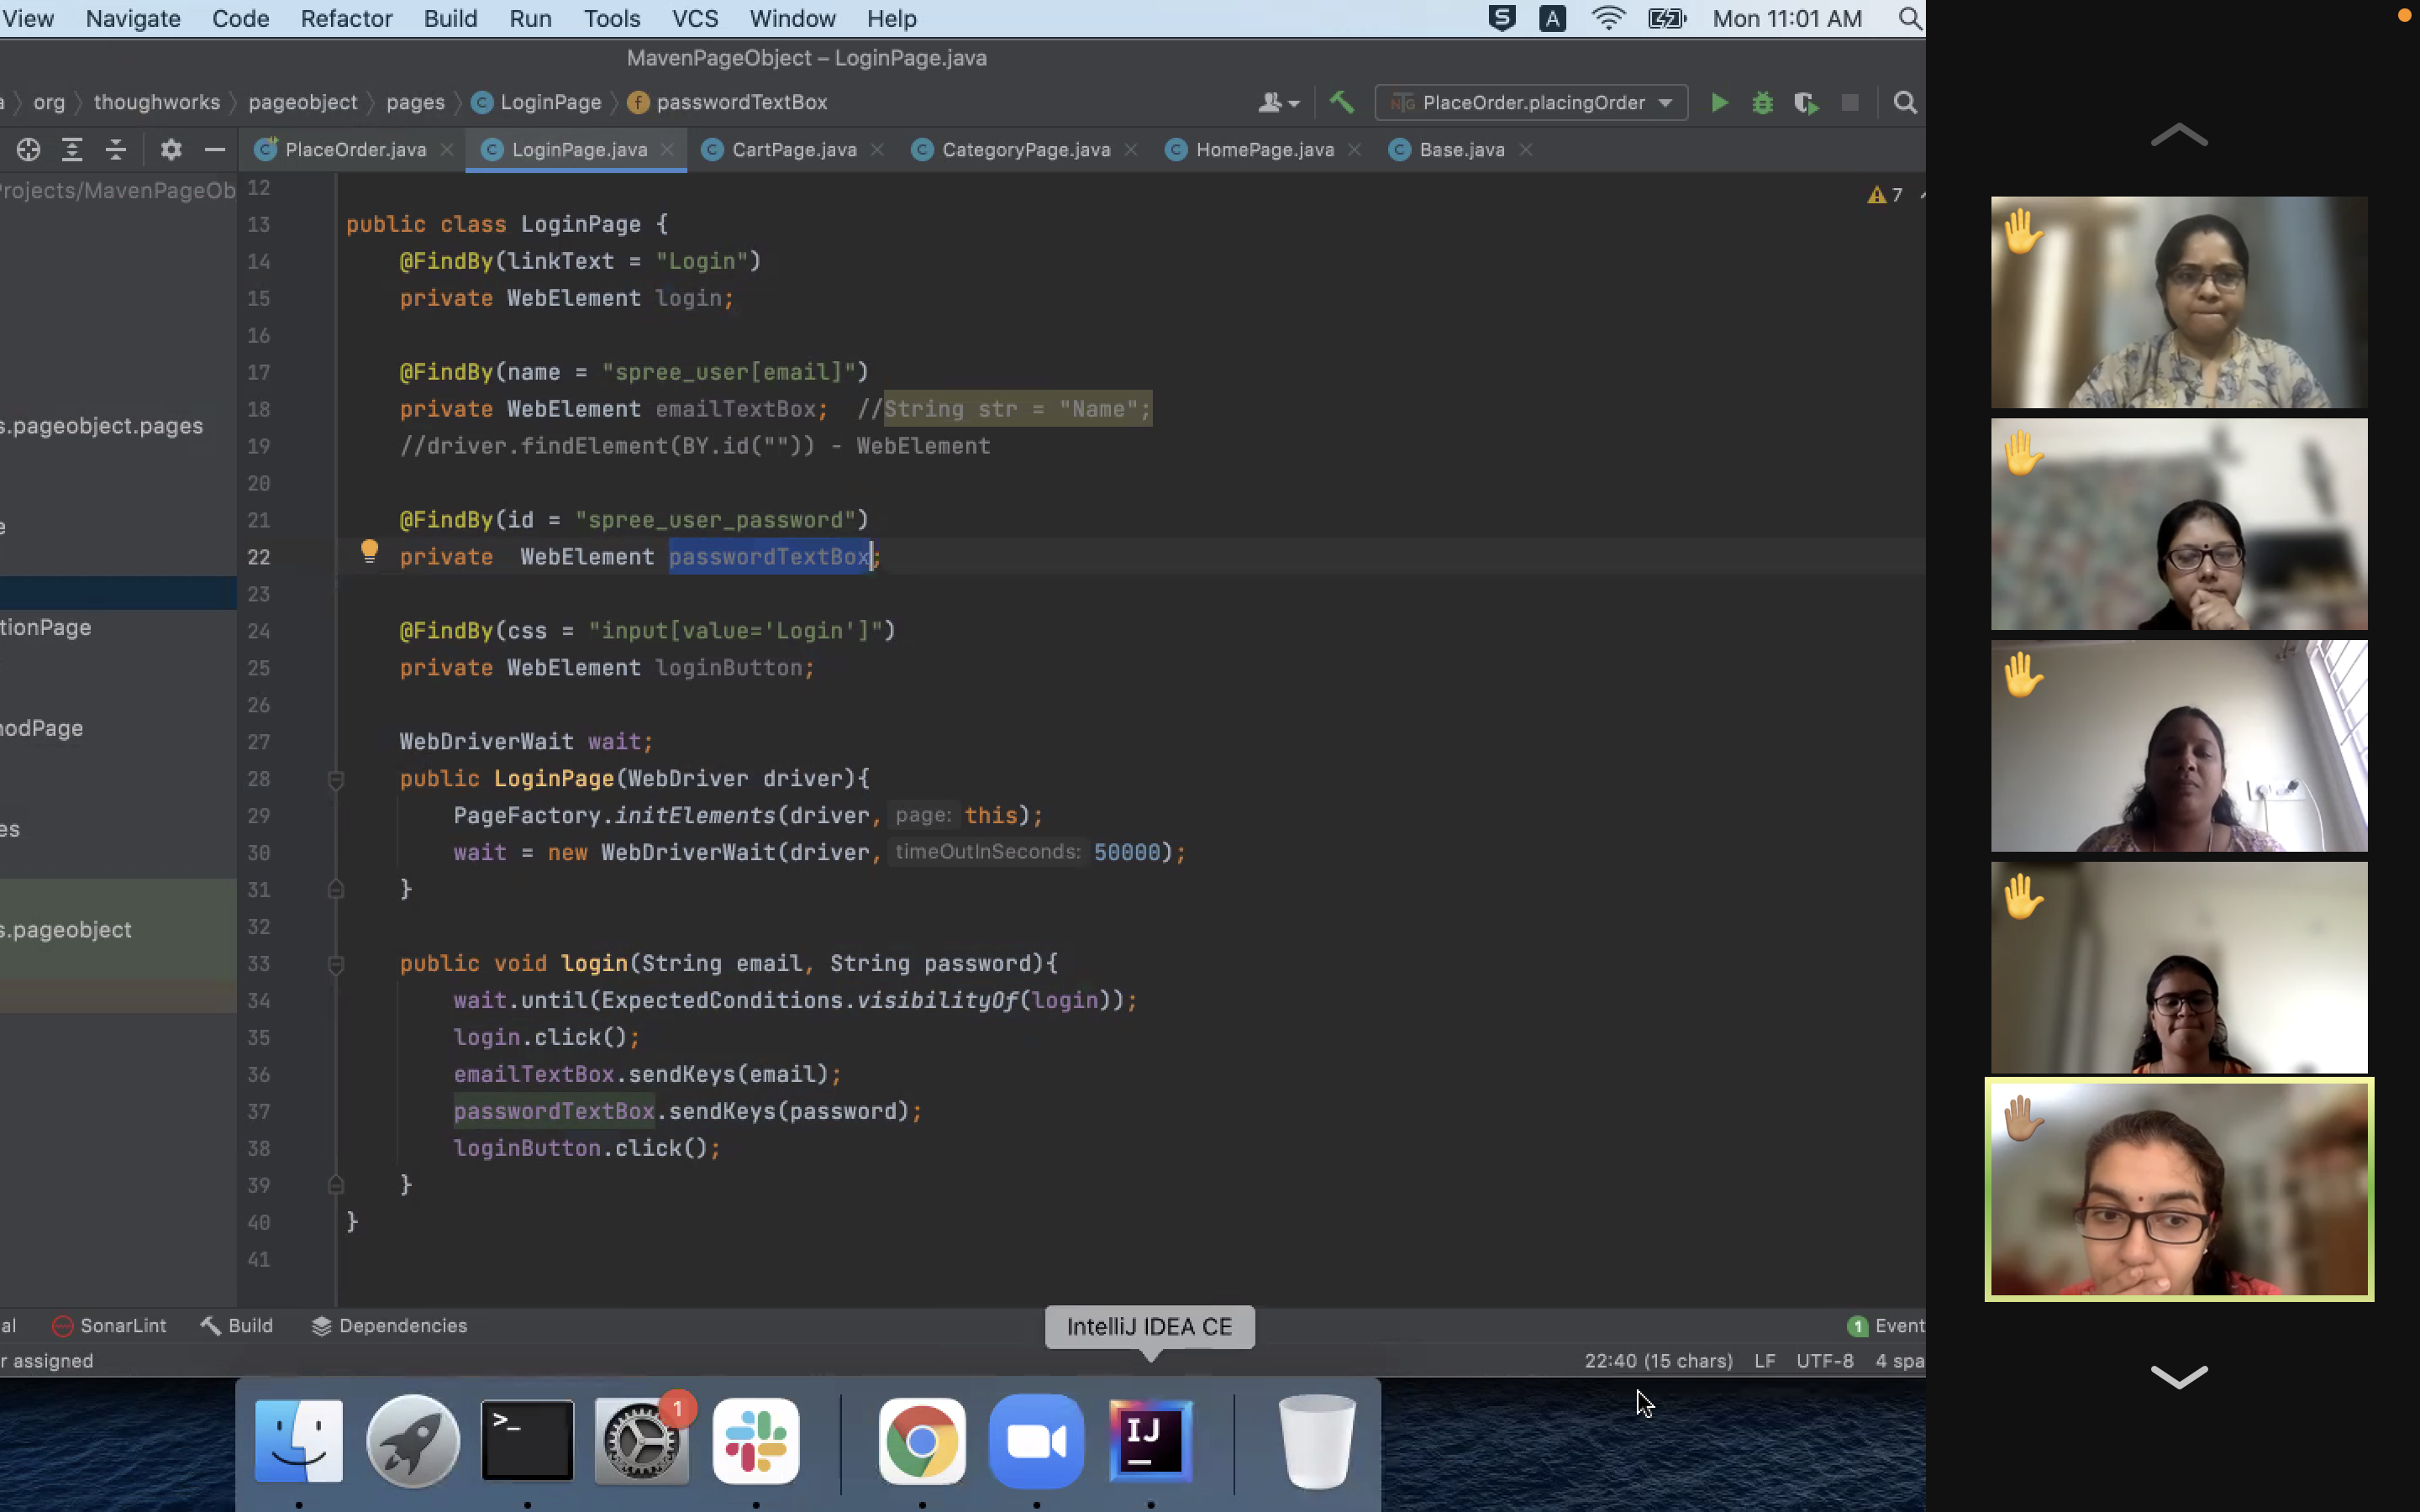 View Navigate Code Refactor Build Run Tools VCS Window Help A Mon 11:01 AM
MavenPageObject – LoginPage.java
org thoughworks pageobject pages LoginPage passwordTextBox PlaceOrder.placingOrder
PlaceOrder.java LoginPage.java CartPage.java CategoryPage.java HomePage.java Base.java
rojects/MavenPageOb
7
s.pageobject.pages
tionPage
nodPage
es
s.pageobject
12
13 public class LoginPage {
14 @FindBy(linkText = "Login")
15 private WebElement login;
16
17 @FindBy(name = "spree_user[email]")
18 private WebElement emailTextBox; //String str = "Name";
19 //driver.findElement(BY.id("")) - WebElement
20
21 @FindBy(id = "spree_user_password")
22 private  WebElement passwordTextBox;
23
24 @FindBy(css = "input[value='Login']")
25 private WebElement loginButton;
26
27 WebDriverWait wait;
28 public LoginPage(WebDriver driver){
29 PageFactory.initElements(driver, page: this);
30 wait = new WebDriverWait(driver, timeOutInSeconds: 50000);
31 }
32
33 public void login(String email, String password){
34 wait.until(ExpectedConditions.visibilityOf(login));
35 login.click();
36 emailTextBox.sendKeys(email);
37 passwordTextBox.sendKeys(password);
38 loginButton.click();
39 }
40 }
41
al SonarLint Build Dependencies 1 Event
IntelliJ IDEA CE
r assigned 22:40 (15 chars) LF UTF-8 4 spa
>_ 1 IJ